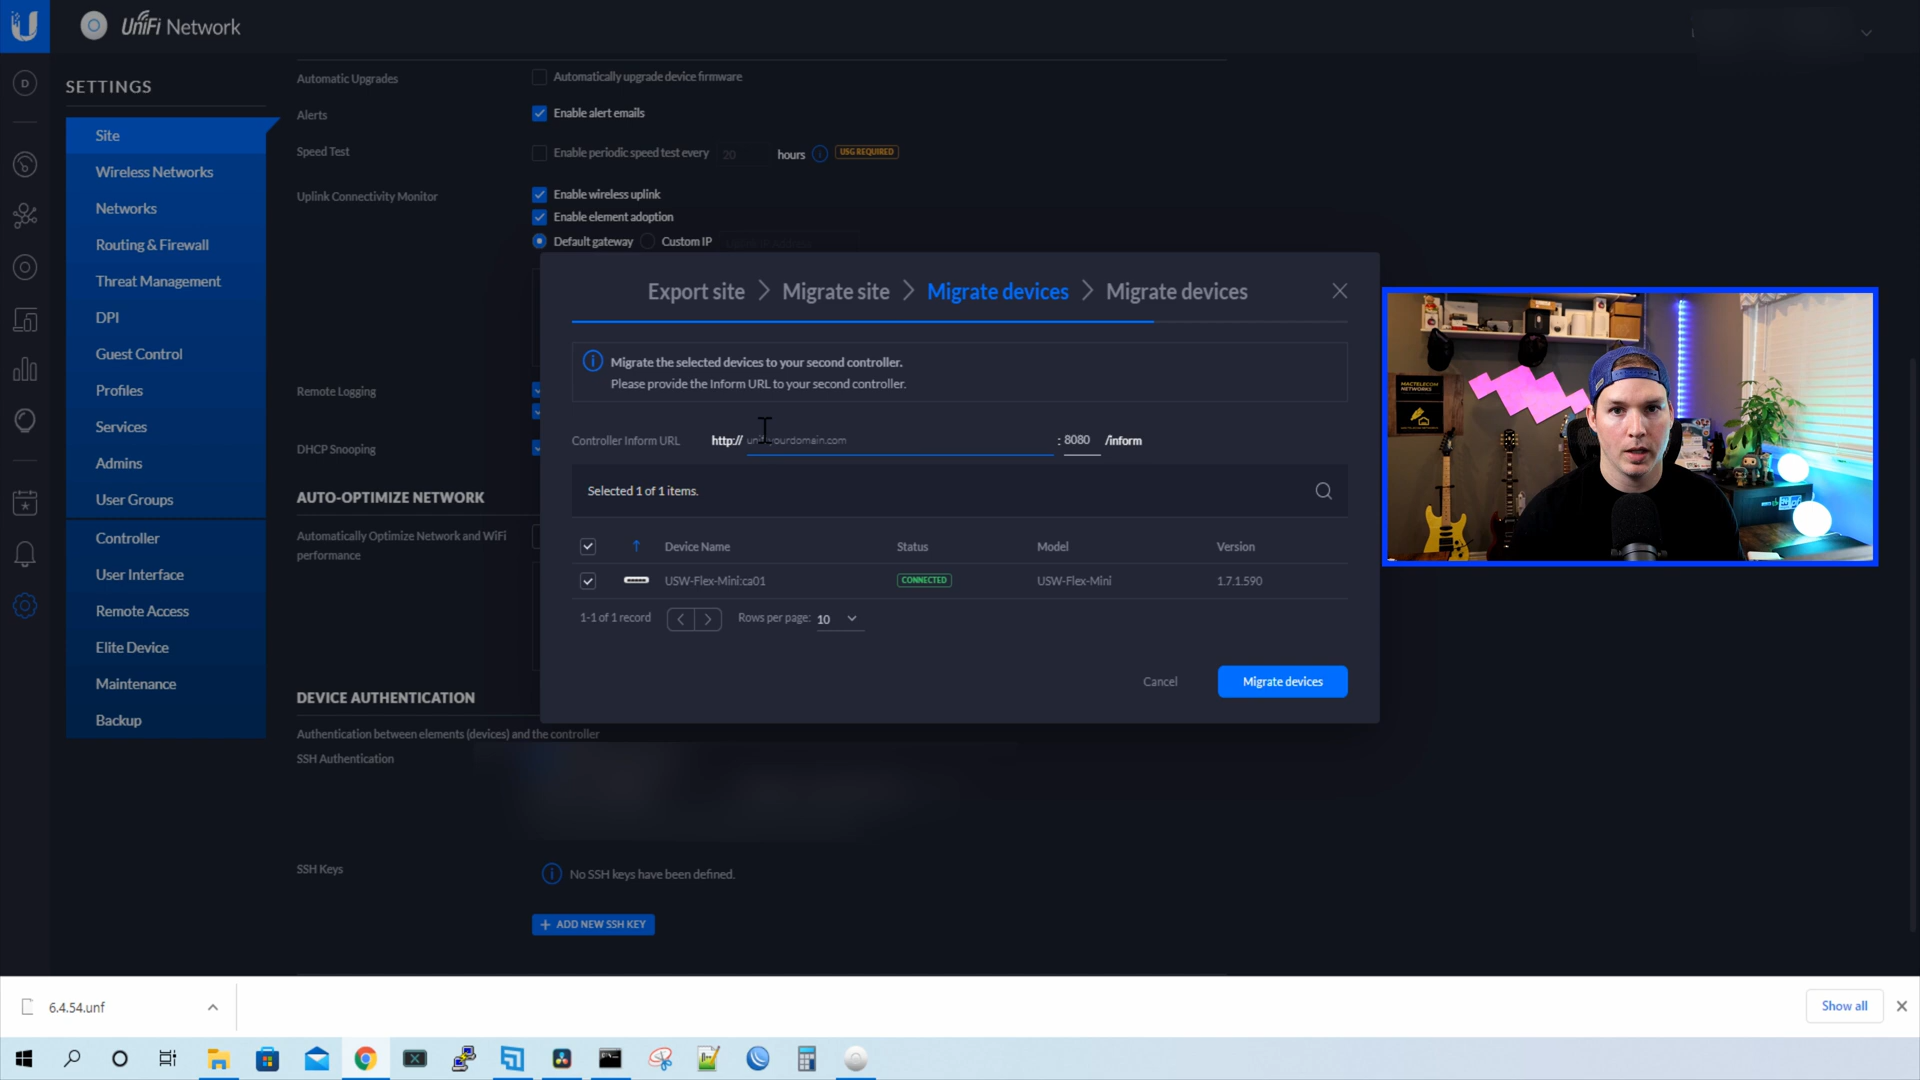 UniFi Network
SETTINGS
Site
Wireless Networks
Networks
Routing & Firewall
Threat Management
DPI
Guest Control
Profiles
Services
Admins
User Groups
Controller
User Interface
Remote Access
Elite Device
Maintenance
Backup
Automatic Upgrades
Automatically upgrade device firmware
Alerts
Enable alert emails
Speed Test
Enable periodic speed test every 20 hours USG REQUIRED
Uplink Connectivity Monitor
Enable wireless uplink
Enable element adoption
Default gateway Custom IP
Remote Logging
DHCP Snooping
AUTO-OPTIMIZE NETWORK
Automatically Optimize Network and WiFi
performance
DEVICE AUTHENTICATION
Authentication between elements (devices) and the controller
SSH Authentication
SSH Keys
No SSH keys have been defined.
+ ADD NEW SSH KEY
Export site > Migrate site > Migrate devices > Migrate devices
Migrate the selected devices to your second controller.
Please provide the Inform URL to your second controller.
Controller Inform URL http:// : 8080 /inform
Selected 1 of 1 items.
Device Name Status Model Version
USW-Flex-Mini:ca01 CONNECTED USW-Flex-Mini 1.7.1.590
1-1 of 1 record Rows per page: 10
Cancel Migrate devices
MACTELECOM
NETWORKS
6.4.54.unf
Show all